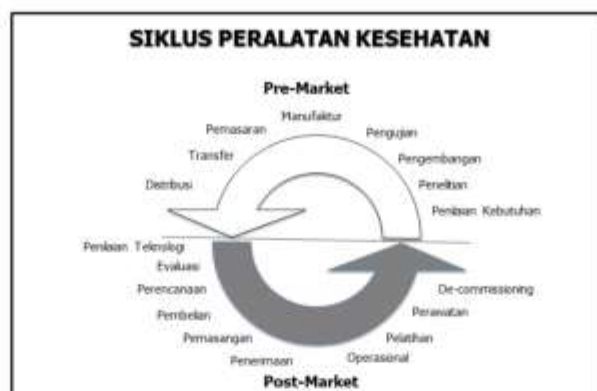 SIKLUS PERALATAN KESEHATAN
Pre-Market
Manufaktur
Pemasaran
Pengujian
Transfer
Pengembangan
Distribusi
Penelitian
Penilaian Kebutuhan
Penilaian Teknologi
Evaluasi
De-commissioning
Perencanaan
Perawatan
Pembelian
Pelatihan
Pemasangan
Operasional
Penerimaan
Post-Market